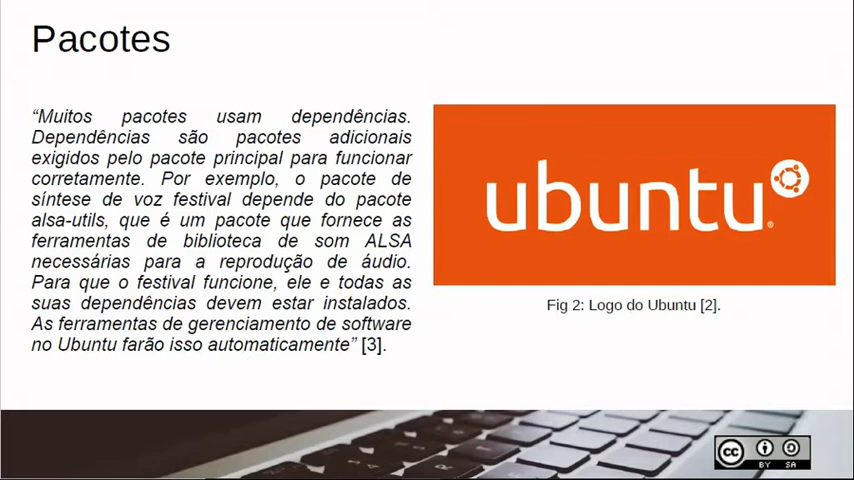 Pacotes
“Muitos pacotes usam dependências.
Dependências são pacotes adicionais
exigidos pelo pacote principal para funcionar
corretamente. Por exemplo, o pacote de
síntese de voz festival depende do pacote
alsa-utils, que é um pacote que fornece as
ferramentas de biblioteca de som ALSA
necessárias para a reprodução de áudio.
Para que o festival funcione, ele e todas as
suas dependências devem estar instalados.
As ferramentas de gerenciamento de software
no Ubuntu farão isso automaticamente” [3].
ubuntu®
Fig 2: Logo do Ubuntu [2].
cc
BY SA